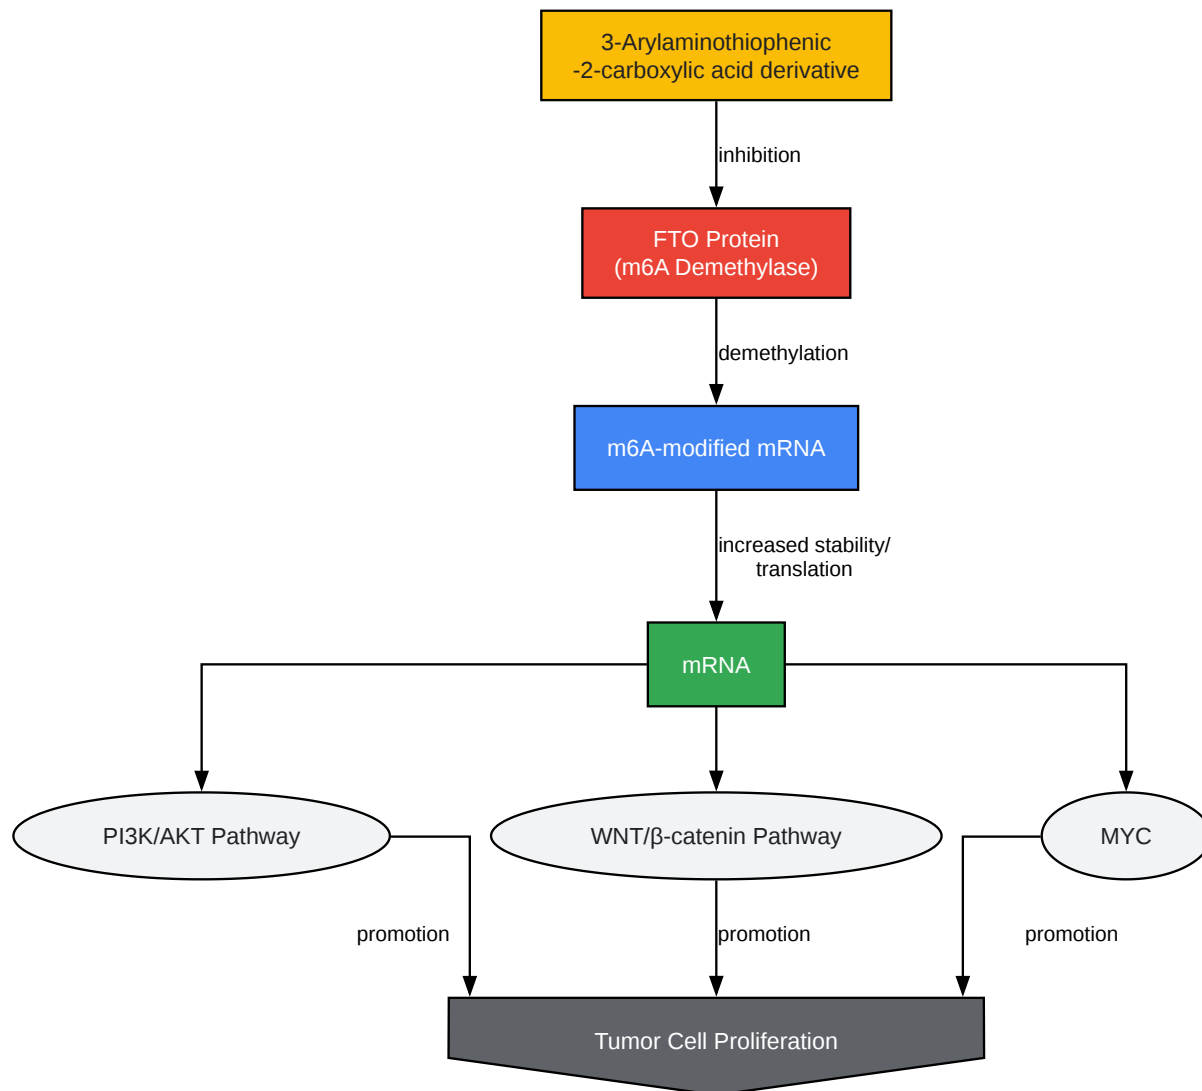 3-Arylaminothiophenic
-2-carboxylic acid derivative
inhibition
FTO Protein
(m6A Demethylase)
demethylation
m6A-modified mRNA
increased stability/
translation
mRNA
PI3K/AKT Pathway
WNT/β-catenin Pathway
MYC
promotion
promotion
promotion
Tumor Cell Proliferation